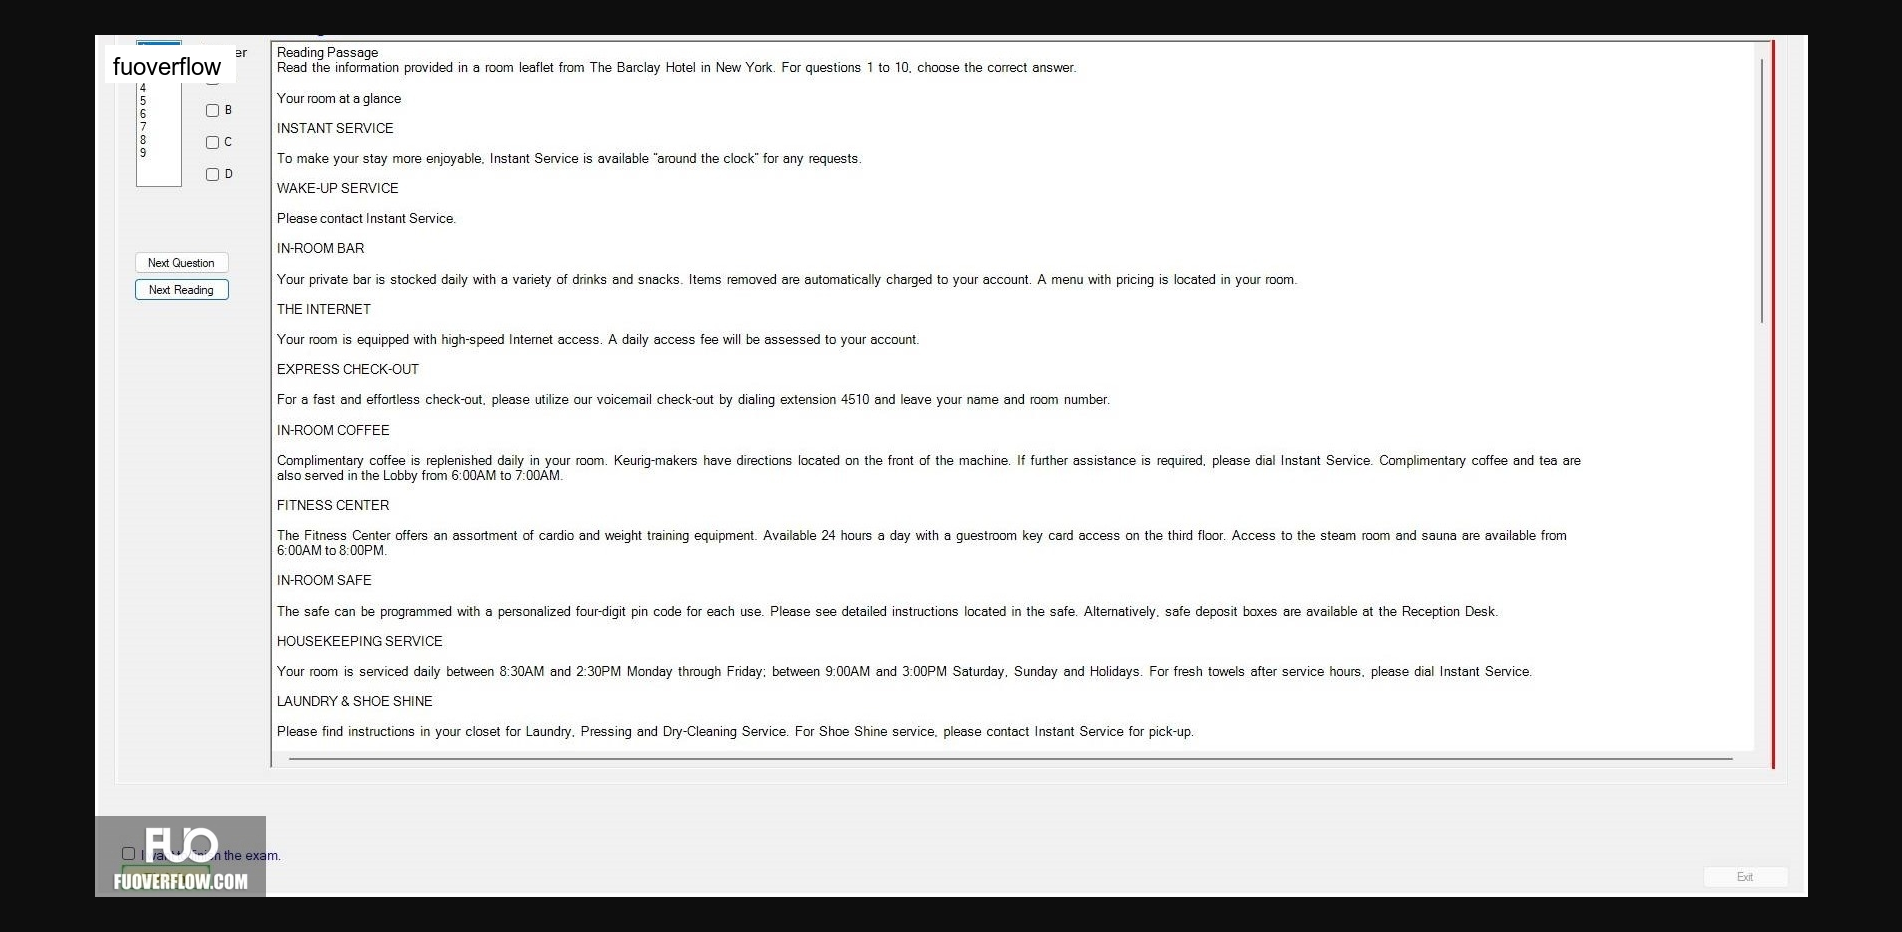 er
fuoverflow
4
5
6
7
8
9
B
C
D
Next Question
Next Reading
Reading Passage
Read the information provided in a room leaflet from The Barclay Hotel in New York. For questions 1 to 10, choose the correct answer.
Your room at a glance
INSTANT SERVICE
To make your stay more enjoyable, Instant Service is available "around the clock" for any requests.
WAKE-UP SERVICE
Please contact Instant Service.
IN-ROOM BAR
Your private bar is stocked daily with a variety of drinks and snacks. Items removed are automatically charged to your account. A menu with pricing is located in your room.
THE INTERNET
Your room is equipped with high-speed Internet access. A daily access fee will be assessed to your account.
EXPRESS CHECK-OUT
For a fast and effortless check-out, please utilize our voicemail check-out by dialing extension 4510 and leave your name and room number.
IN-ROOM COFFEE
Complimentary coffee is replenished daily in your room. Keurig-makers have directions located on the front of the machine. If further assistance is required, please dial Instant Service. Complimentary coffee and tea are
also served in the Lobby from 6:00AM to 7:00AM.
FITNESS CENTER
The Fitness Center offers an assortment of cardio and weight training equipment. Available 24 hours a day with a guestroom key card access on the third floor. Access to the steam room and sauna are available from
6:00AM to 8:00PM.
IN-ROOM SAFE
The safe can be programmed with a personalized four-digit pin code for each use. Please see detailed instructions located in the safe. Alternatively, safe deposit boxes are available at the Reception Desk.
HOUSEKEEPING SERVICE
Your room is serviced daily between 8:30AM and 2:30PM Monday through Friday; between 9:00AM and 3:00PM Saturday, Sunday and Holidays. For fresh towels after service hours, please dial Instant Service.
LAUNDRY & SHOE SHINE
Please find instructions in your closet for Laundry, Pressing and Dry-Cleaning Service. For Shoe Shine service, please contact Instant Service for pick-up.
FUO
I want to finish the exam.
FUOVERFLOW.COM
Exit